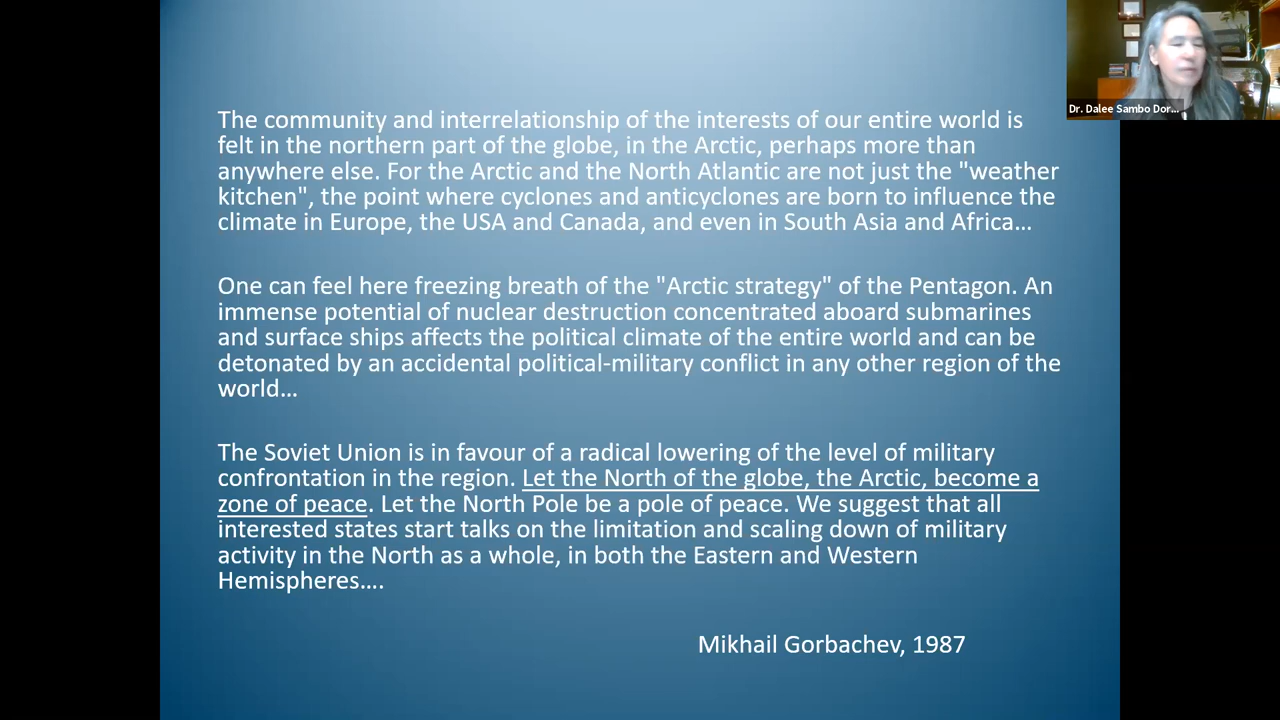 The community and interrelationship of the interests of our entire world is
felt in the northern part of the globe, in the Arctic, perhaps more than
anywhere else. For the Arctic and the North Atlantic are not just the "weather
kitchen", the point where cyclones and anticyclones are born to influence the
climate in Europe, the USA and Canada, and even in South Asia and Africa…
One can feel here freezing breath of the "Arctic strategy" of the Pentagon. An
immense potential of nuclear destruction concentrated aboard submarines
and surface ships affects the political climate of the entire world and can be
detonated by an accidental political-military conflict in any other region of the
world…
The Soviet Union is in favour of a radical lowering of the level of military
confrontation in the region. Let the North of the globe, the Arctic, become a
zone of peace. Let the North Pole be a pole of peace. We suggest that all
interested states start talks on the limitation and scaling down of military
activity in the North as a whole, in both the Eastern and Western
Hemispheres….
Mikhail Gorbachev, 1987
Dr. Dalee Sambo Dor...